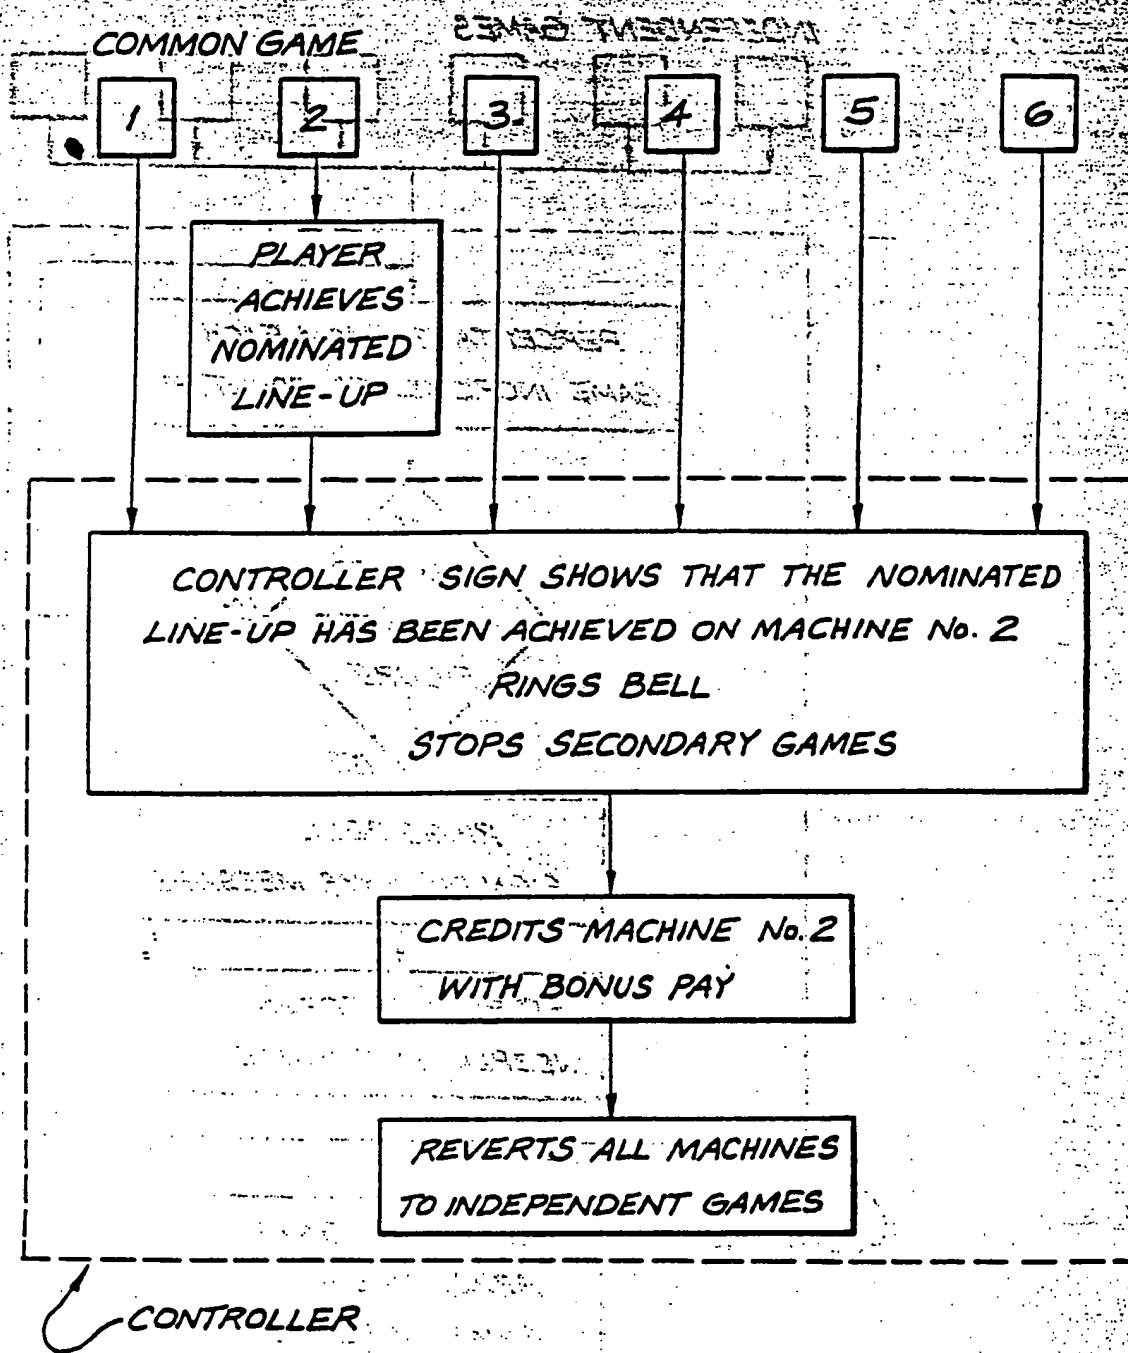 COMMON GAME
1 2 3 4 5 6
PLAYER
ACHIEVES
NOMINATED
LINE-UP
CONTROLLER SIGN SHOWS THAT THE NOMINATED
LINE-UP HAS BEEN ACHIEVED ON MACHINE No. 2
RINGS BELL
STOPS SECONDARY GAMES
CREDITS MACHINE No. 2
WITH BONUS PAY
REVERTS ALL MACHINES
TO INDEPENDENT GAMES
CONTROLLER